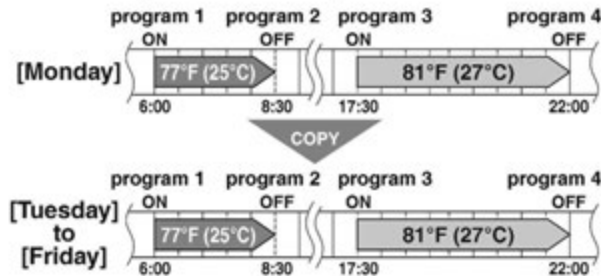 program 1 program 2 program 3 program 4
ON OFF ON OFF
[Monday] 77°F (25°C) 81°F (27°C)
6:00 8:30 17:30 22:00
COPY
program 1 program 2 program 3 program 4
ON OFF ON OFF
[Tuesday]
to
[Friday]
77°F (25°C) 81°F (27°C)
6:00 8:30 17:30 22:00